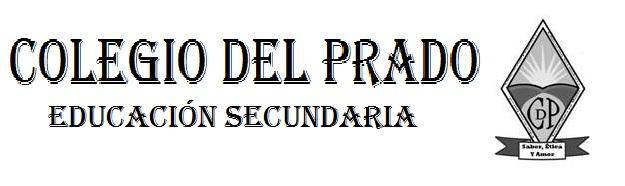 COLEGIO DEL PRADO
EDUCACIÓN SECUNDARIA
CDP
Saber, Ética
Y Amor